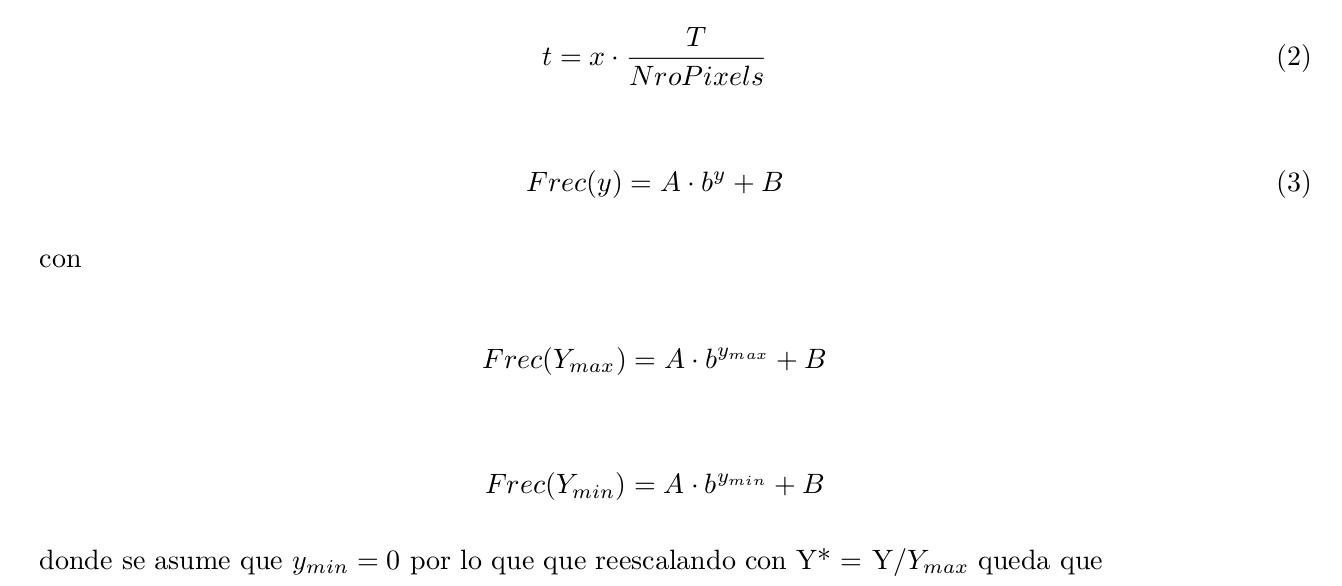 t = x · T / NroPixels (2)
Frec(y) = A · b^y + B (3)
con
Frec(Y_max) = A · b^{y_max} + B
Frec(Y_min) = A · b^{y_min} + B
donde se asume que y_min = 0 por lo que que reescalando con Y* = Y/Y_max queda que